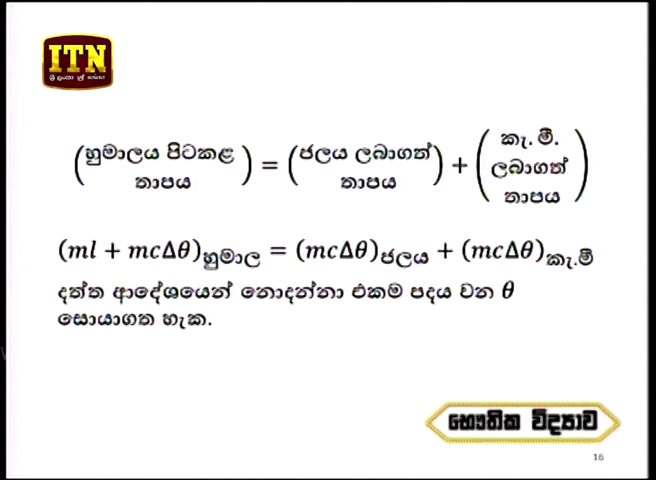 ITN
ශ්‍රී ලංකා
(හුමාලය පිටකළ තාපය) = (ජලය ලබාගත් තාපය) + (කැ. මී. ලබාගත් තාපය)
(ml + mcΔθ)හුමාල = (mcΔθ)ජලය + (mcΔθ)කැ.මී
දත්ත ආදේශයෙන් නොදන්නා එකම පදය වන θ
සොයාගත හැක.
භෞතික විද්‍යාව
16